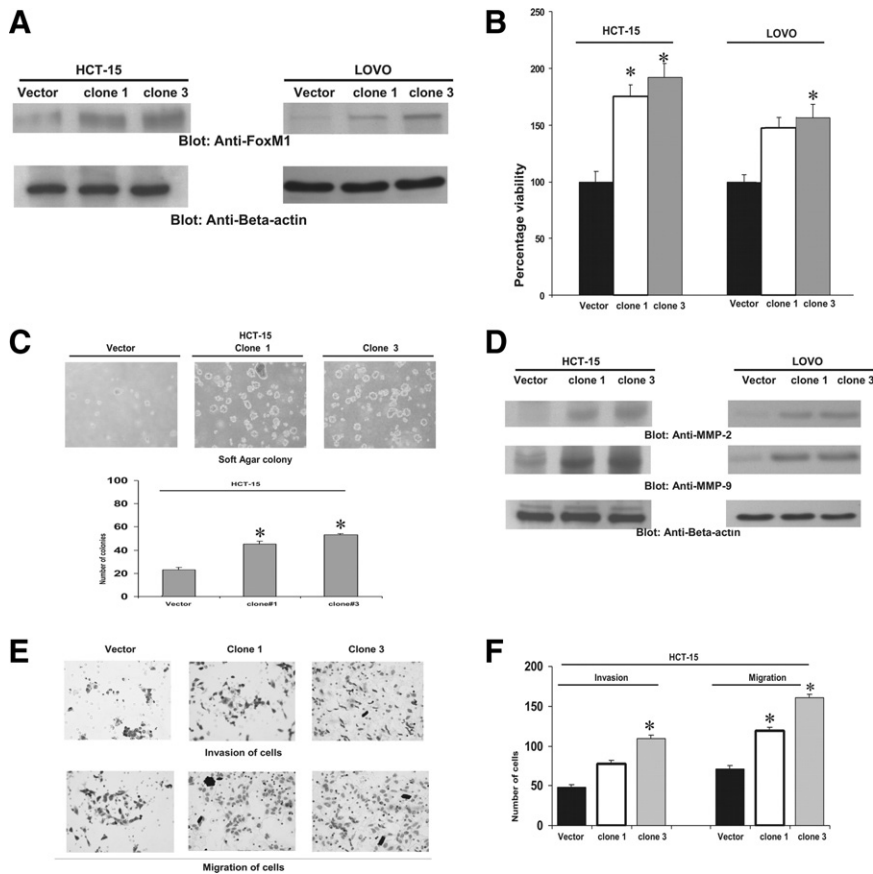 A
HCT-15
Vector clone 1 clone 3
LOVO
Vector clone 1 clone 3
Blot: Anti-FoxM1
Blot: Anti-Beta-actin
B
HCT-15
LOVO
Percentage viability
250
200
150
100
50
0
* * *
Vector clone 1 clone 3
Vector clone 1 clone 3
C
HCT-15
Vector Clone 1 Clone 3
Soft Agar colony
HCT-15
Number of colonies
100
80
60
40
20
0
* *
Vector clone#1 clone#3
D
HCT-15
Vector clone 1 clone 3
LOVO
Vector clone 1 clone 3
Blot: Anti-MMP-2
Blot: Anti-MMP-9
Blot: Anti-Beta-actin
E
Vector Clone 1 Clone 3
Invasion of cells
Migration of cells
F
HCT-15
Invasion Migration
Number of cells
200
150
100
50
0
* * *
Vector clone 1 clone 3
Vector clone 1 clone 3